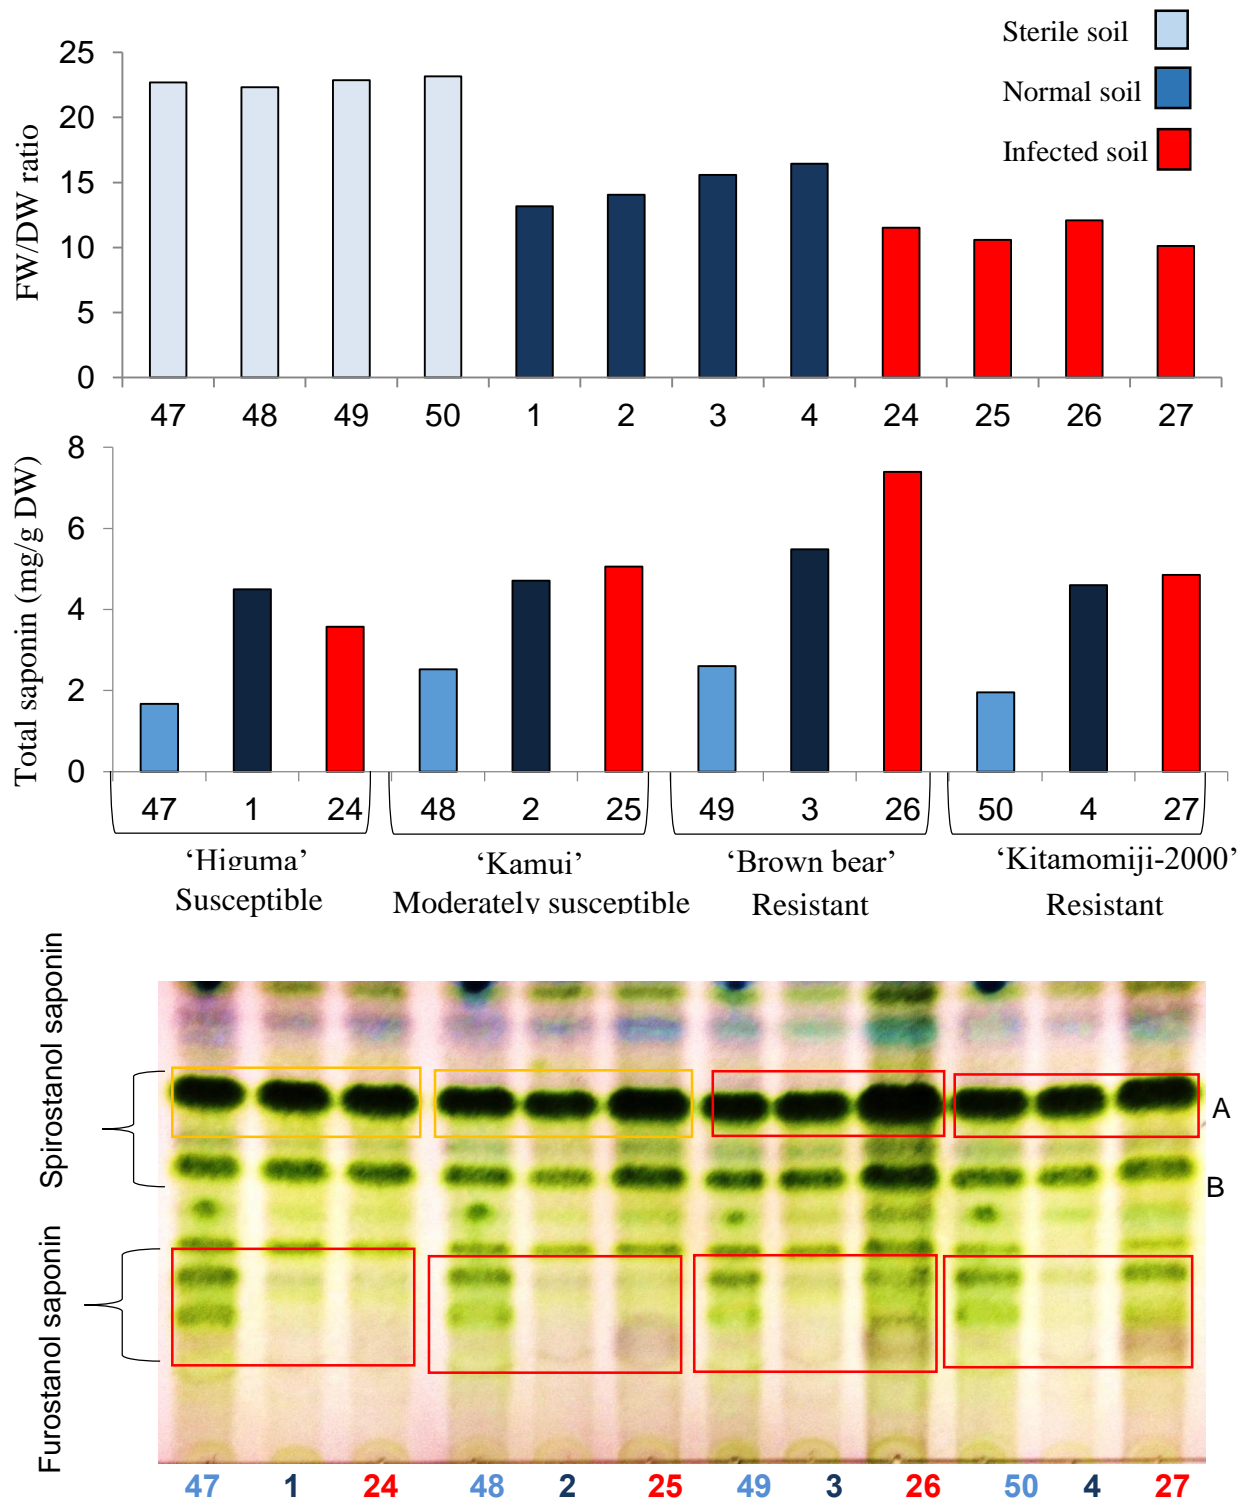 Sterile soil
Normal soil
Infected soil
FW/DW ratio
25
20
15
10
5
0
47 48 49 50 1 2 3 4 24 25 26 27
Total saponin (mg/g DW)
8
6
4
2
0
47 1 24 48 2 25 49 3 26 50 4 27
‘Higuma’ ‘Kamui’ ‘Brown bear’ ‘Kitamomiji-2000’
Susceptible Moderately susceptible Resistant Resistant
Spirostanol saponin
Furostanol saponin
A
B
47 1 24 48 2 25 49 3 26 50 4 27